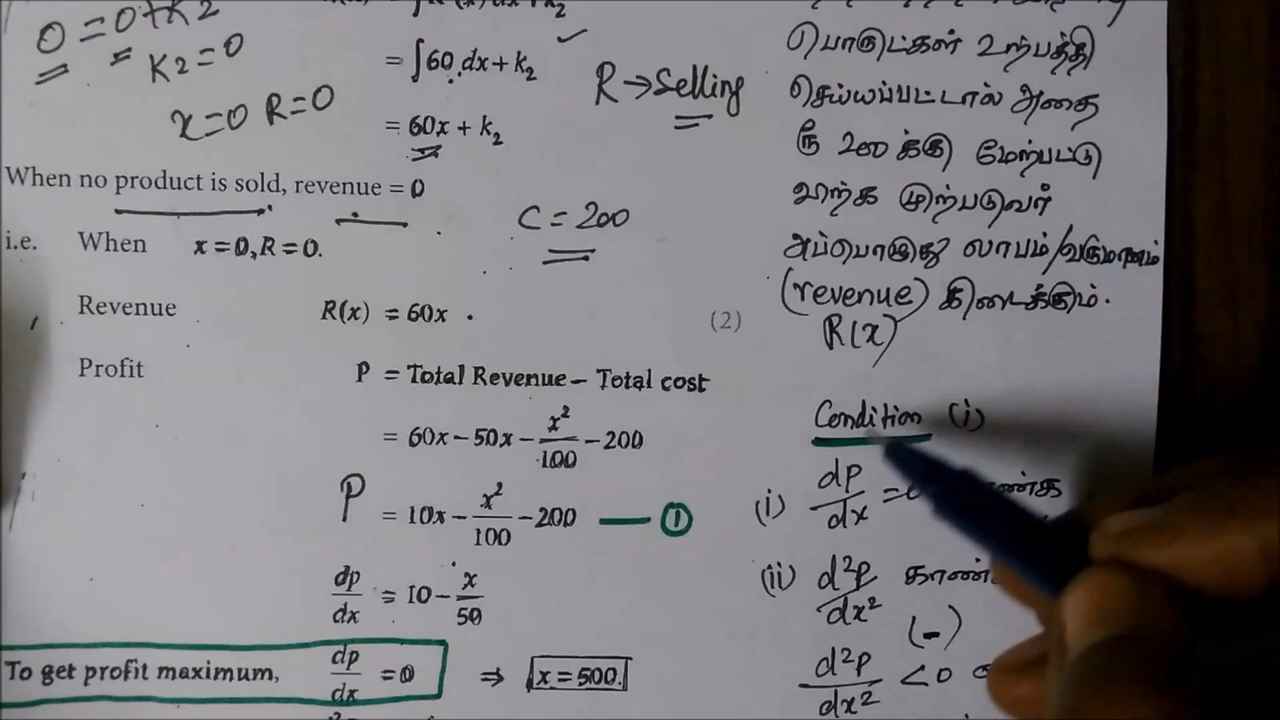 0 = 0 + K2
K2 = 0
x = 0 R = 0
= ∫60 dx + k₂
= 60x + k₂
R → Selling
When no product is sold, revenue = 0
i.e. When x = 0, R = 0.
C = 200
Revenue R(x) = 60x . (2)
Profit P = Total Revenue – Total cost
= 60x – 50x – x²/100 – 200
P = 10x – x²/100 – 200 — ①
dp/dx = 10 – x/50
To get profit maximum, dp/dx = 0 ⇒ x = 500.
பொருட்கள் உற்பத்தி
செய்யப்பட்டால் அதை
ரூ 200 க்கு மேற்பட்டு
விற்க முற்படுவர்
அப்பொழுது லாபம்/வருமானம்
(revenue) கிடைக்கும்.
R(x)
Condition (i)
(i) dp/dx =
(ii) d²p/dx²
(-)
d²p/dx² < 0